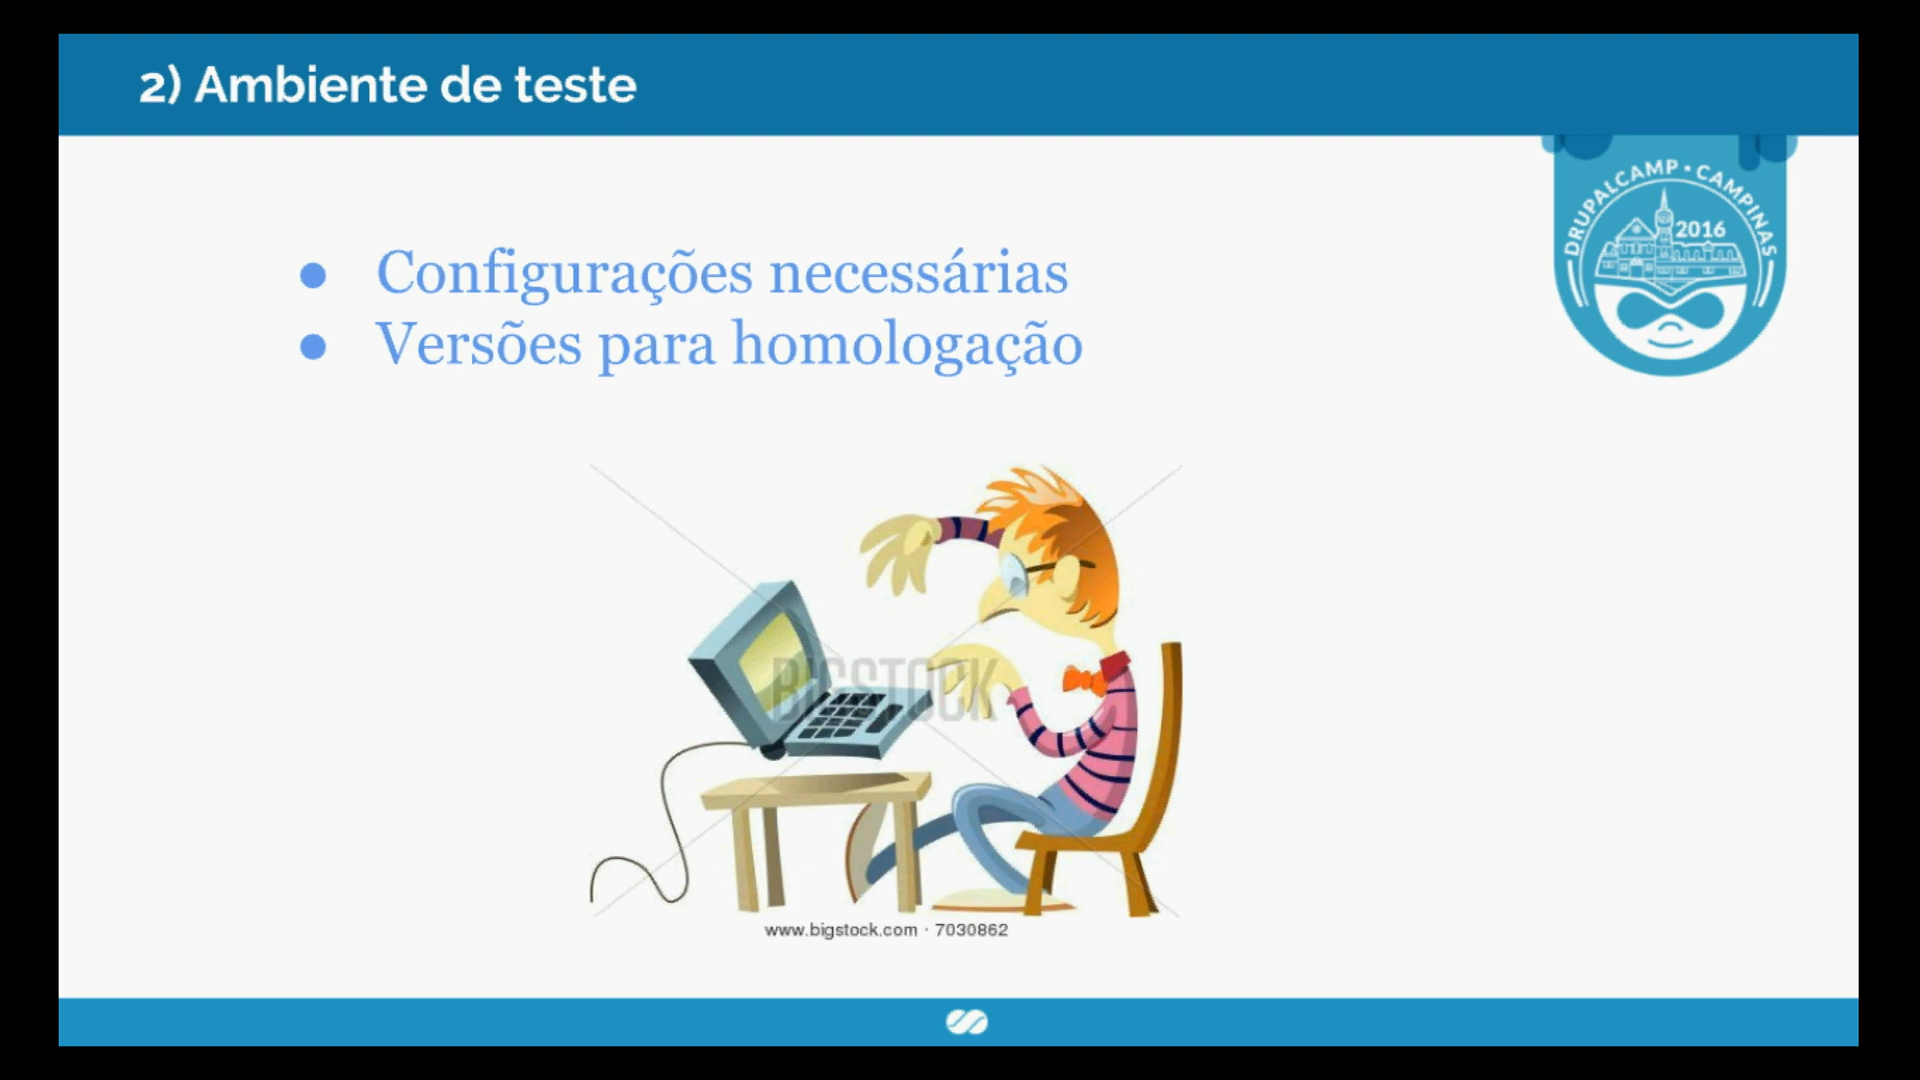 2) Ambiente de teste
DRUPALCAMP • CAMPINAS
2016
● Configurações necessárias
● Versões para homologação
BIGSTOCK
www.bigstock.com · 7030862